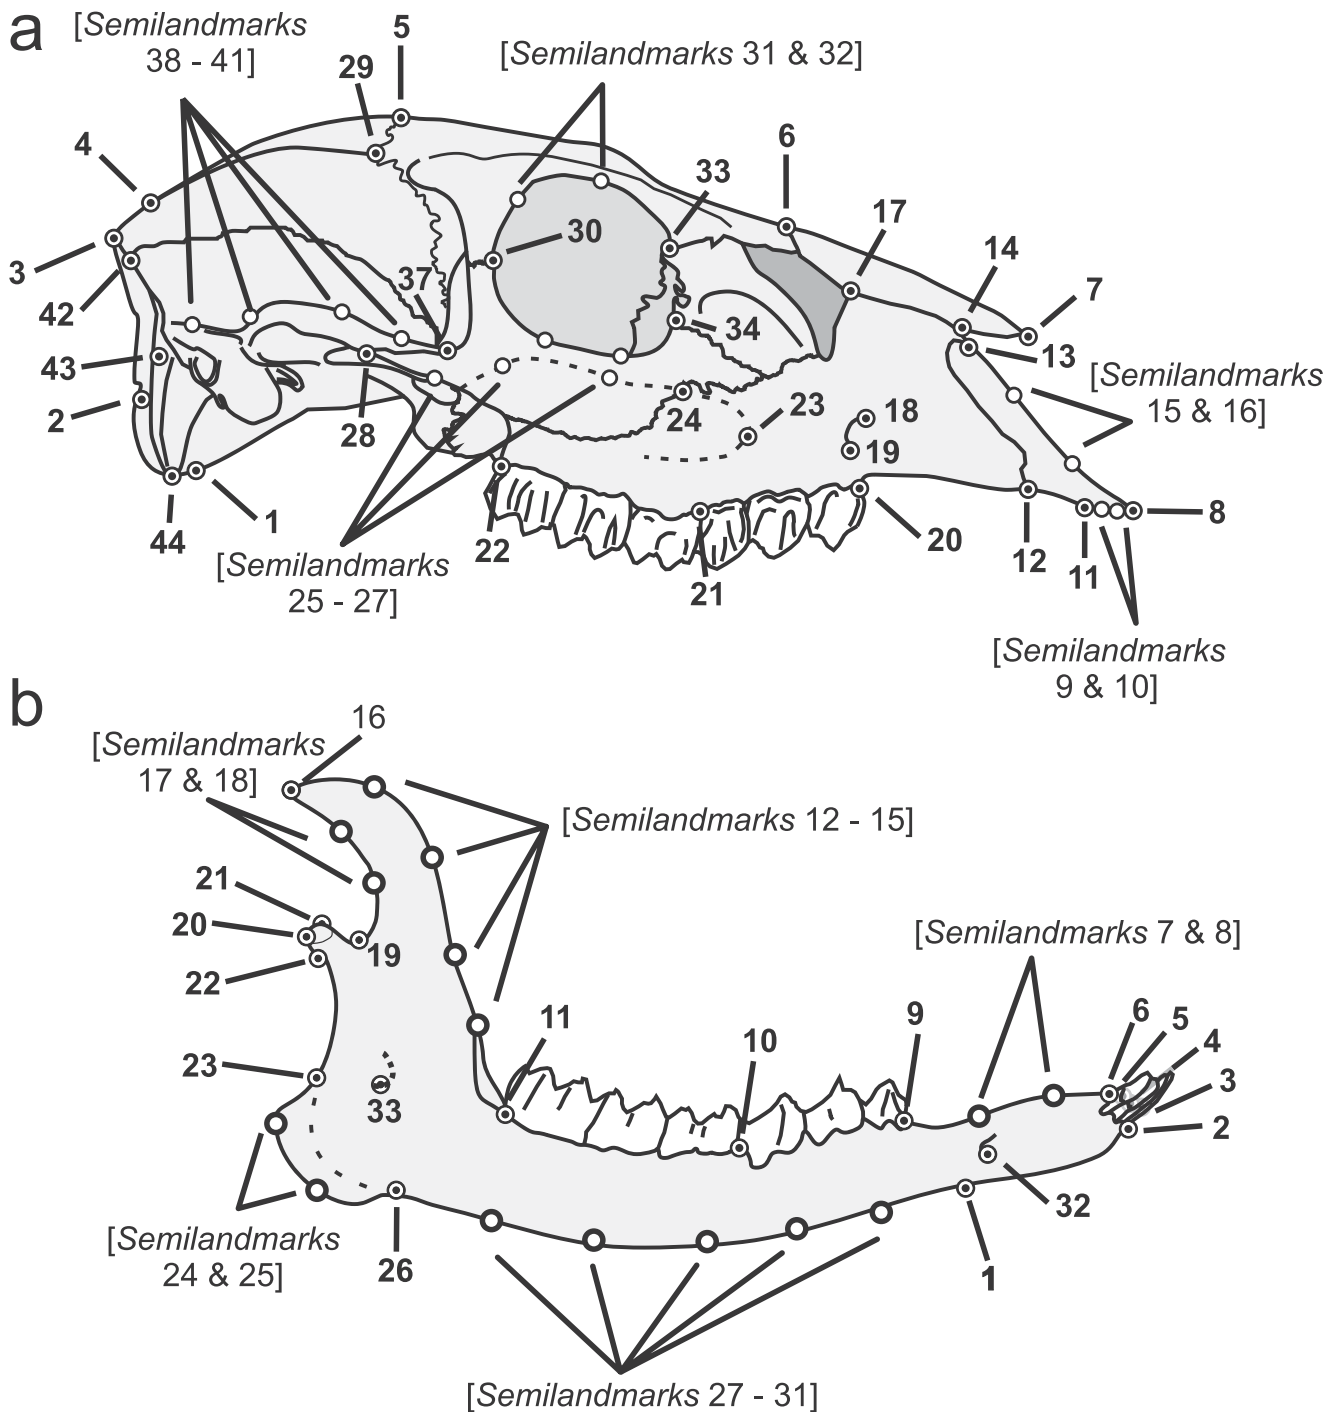 a
[Semilandmarks
38 - 41]
5
29
[Semilandmarks 31 & 32]
4
6
33
17
30
14
3
7
37
42
34
13
43
[Semilandmarks
15 & 16]
2
28
24
23
18
19
1
44
22
20
8
12
11
[Semilandmarks
25 - 27]
21
[Semilandmarks
9 & 10]
b
16
[Semilandmarks
17 & 18]
[Semilandmarks 12 - 15]
21
20
19
22
[Semilandmarks 7 & 8]
11
10
9
6
5
4
23
3
33
2
32
[Semilandmarks
24 & 25]
26
1
[Semilandmarks 27 - 31]